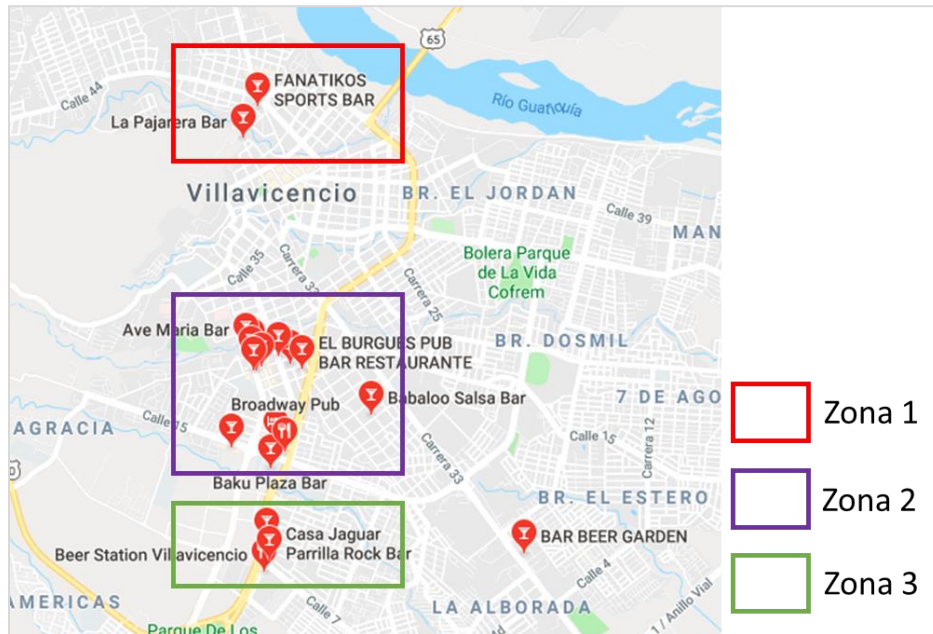 65
FANATIKOS
SPORTS BAR
Calle 44
Río Guatiquía
La Pajarera Bar
Villavicencio
BR. EL JORDAN
Calle 39
MAN
Bolera Parque
de La Vida
Cofrem
Calle 35
Carrera 33
Carrera 25
Ave Maria Bar
EL BURGUES PUB
BAR RESTAURANTE
BR. DOSMIL
Babaloo Salsa Bar
7 DE AGO
Broadway Pub
Zona 1
AGRACIA
Calle 15
Calle 15
Carrera 12
Carrera 33
Baku Plaza Bar
BR. EL ESTERO
Zona 2
Casa Jaguar
Parrilla Rock Bar
BAR BEER GARDEN
Beer Station Villavicencio
Calle 4
Zona 3
AMERICAS
Calle 7
LA ALBORADA
1 / Anillo Vial
Parque De Los